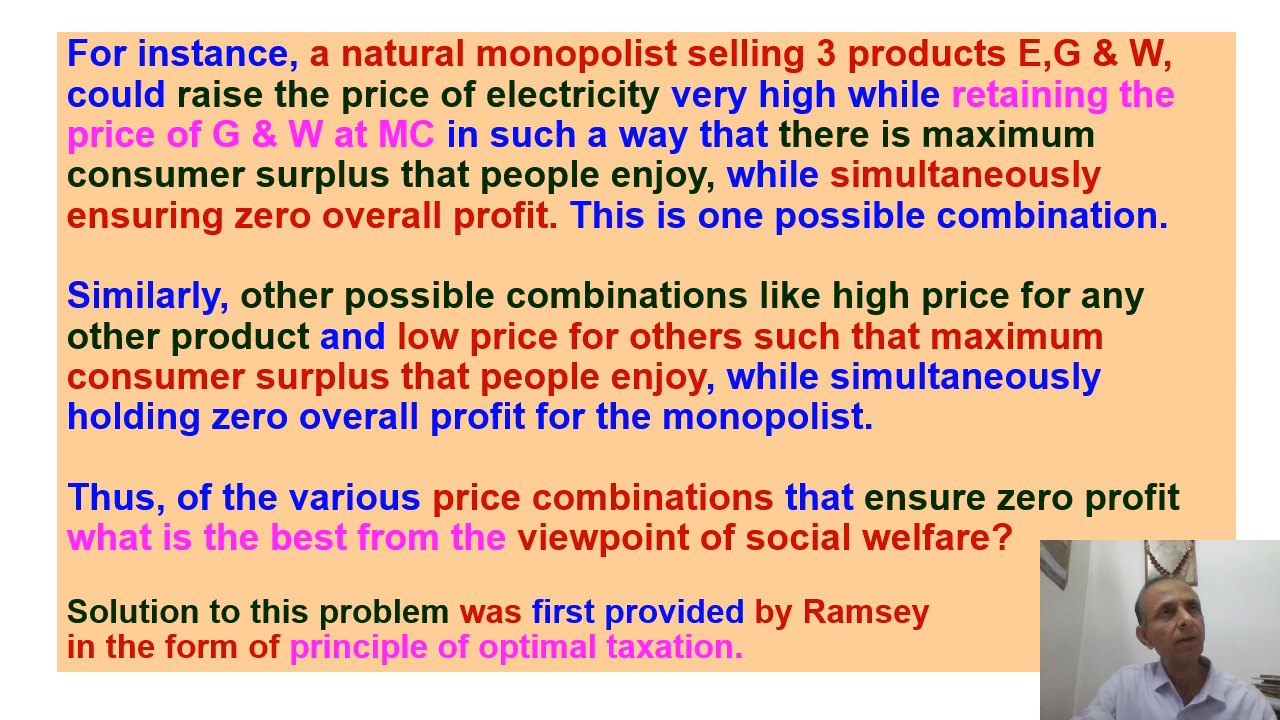 For instance, a natural monopolist selling 3 products E,G & W,
could raise the price of electricity very high while retaining the
price of G & W at MC in such a way that there is maximum
consumer surplus that people enjoy, while simultaneously
ensuring zero overall profit. This is one possible combination.
Similarly, other possible combinations like high price for any
other product and low price for others such that maximum
consumer surplus that people enjoy, while simultaneously
holding zero overall profit for the monopolist.
Thus, of the various price combinations that ensure zero profit
what is the best from the viewpoint of social welfare?
Solution to this problem was first provided by Ramsey
in the form of principle of optimal taxation.